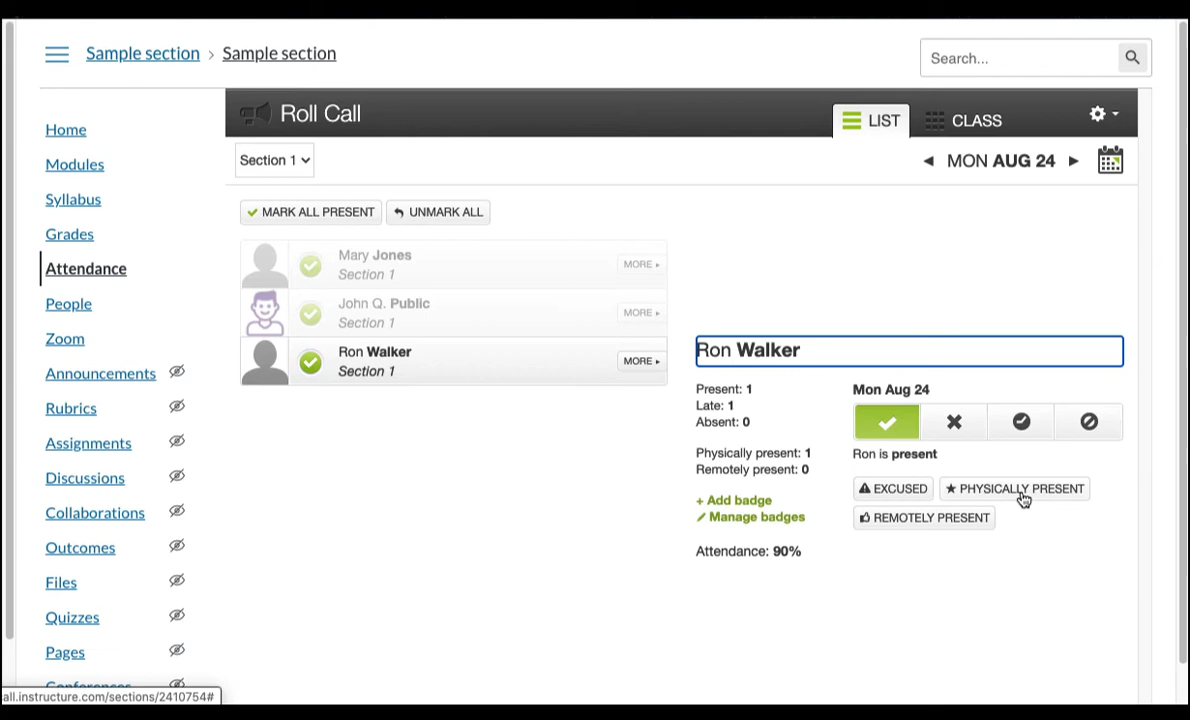 Sample section › Sample section
Search...
Home
Modules
Syllabus
Grades
Attendance
People
Zoom
Announcements
Rubrics
Assignments
Discussions
Collaborations
Outcomes
Files
Quizzes
Pages
Conferences
all.instructure.com/sections/2410754#
Roll Call
LIST
CLASS
Section 1
MON AUG 24
MARK ALL PRESENT
UNMARK ALL
Mary Jones
Section 1
MORE
John Q. Public
Section 1
MORE
Ron Walker
Section 1
MORE
Ron Walker
Present: 1
Late: 1
Absent: 0
Physically present: 1
Remotely present: 0
+ Add badge
Manage badges
Attendance: 90%
Mon Aug 24
Ron is present
EXCUSED
PHYSICALLY PRESENT
REMOTELY PRESENT